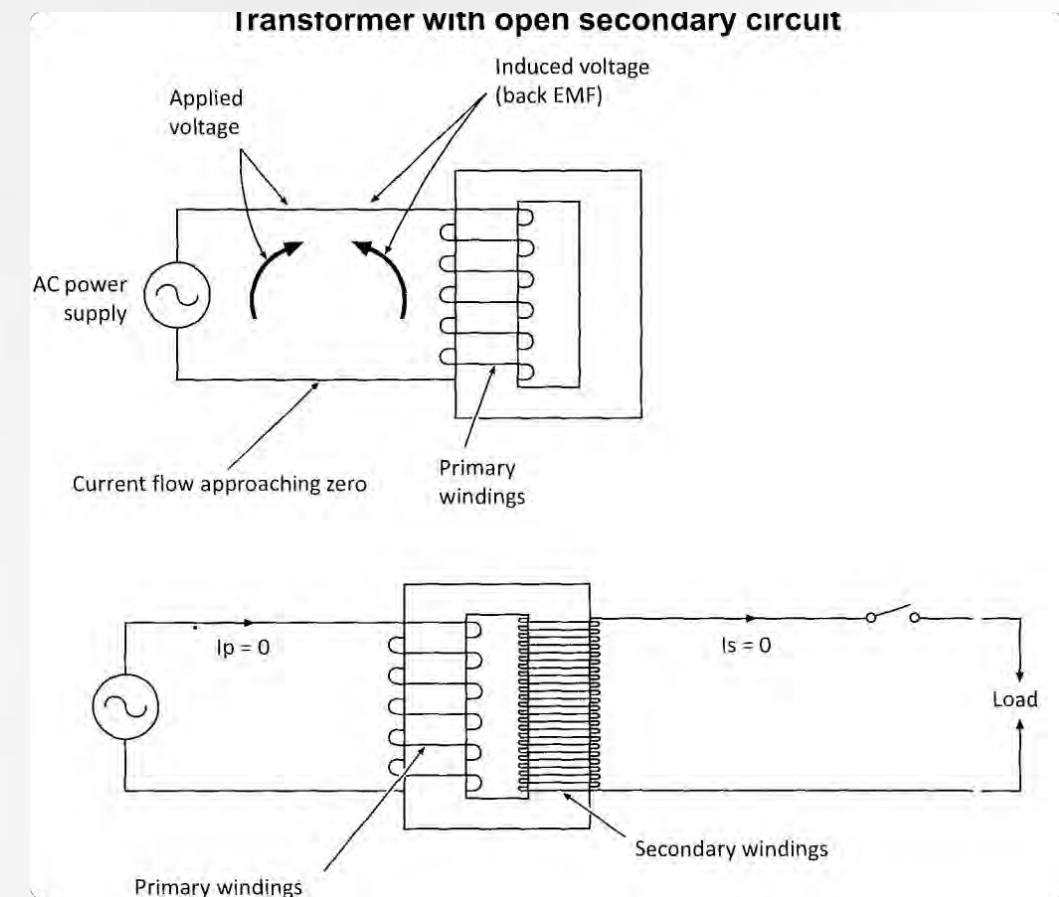 Transformer with open secondary circuit
Induced voltage
(back EMF)
Applied
voltage
AC power
supply
Primary
windings
Current flow approaching zero
Ip = 0
Is = 0
Load
Secondary windings
Primary windings